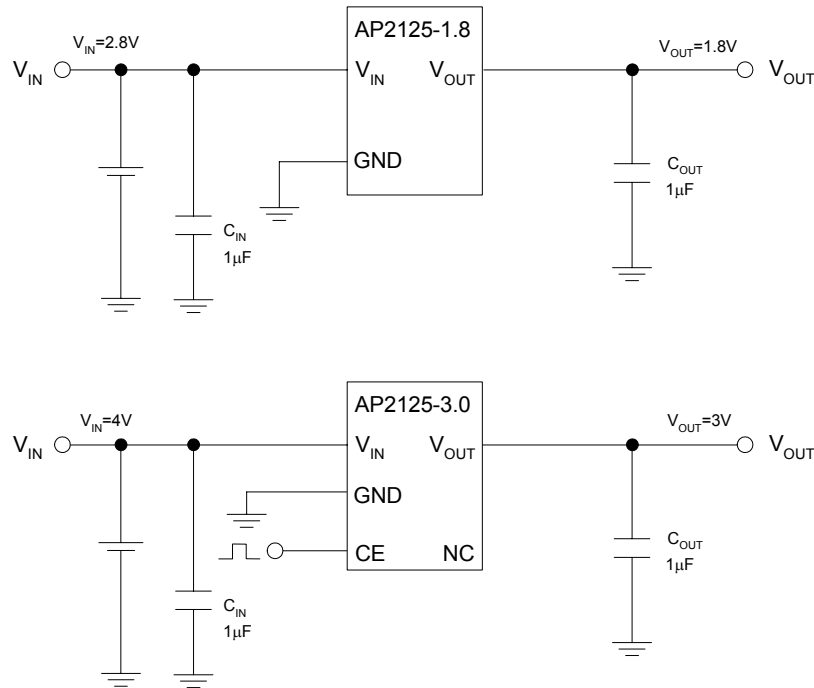 AP2125-1.8
V_IN=2.8V
V_OUT=1.8V
V_IN
V_IN
V_OUT
V_OUT
GND
C_OUT
1μF
C_IN
1μF
AP2125-3.0
V_IN=4V
V_OUT=3V
V_IN
V_IN
V_OUT
V_OUT
GND
CE
NC
C_OUT
1μF
C_IN
1μF